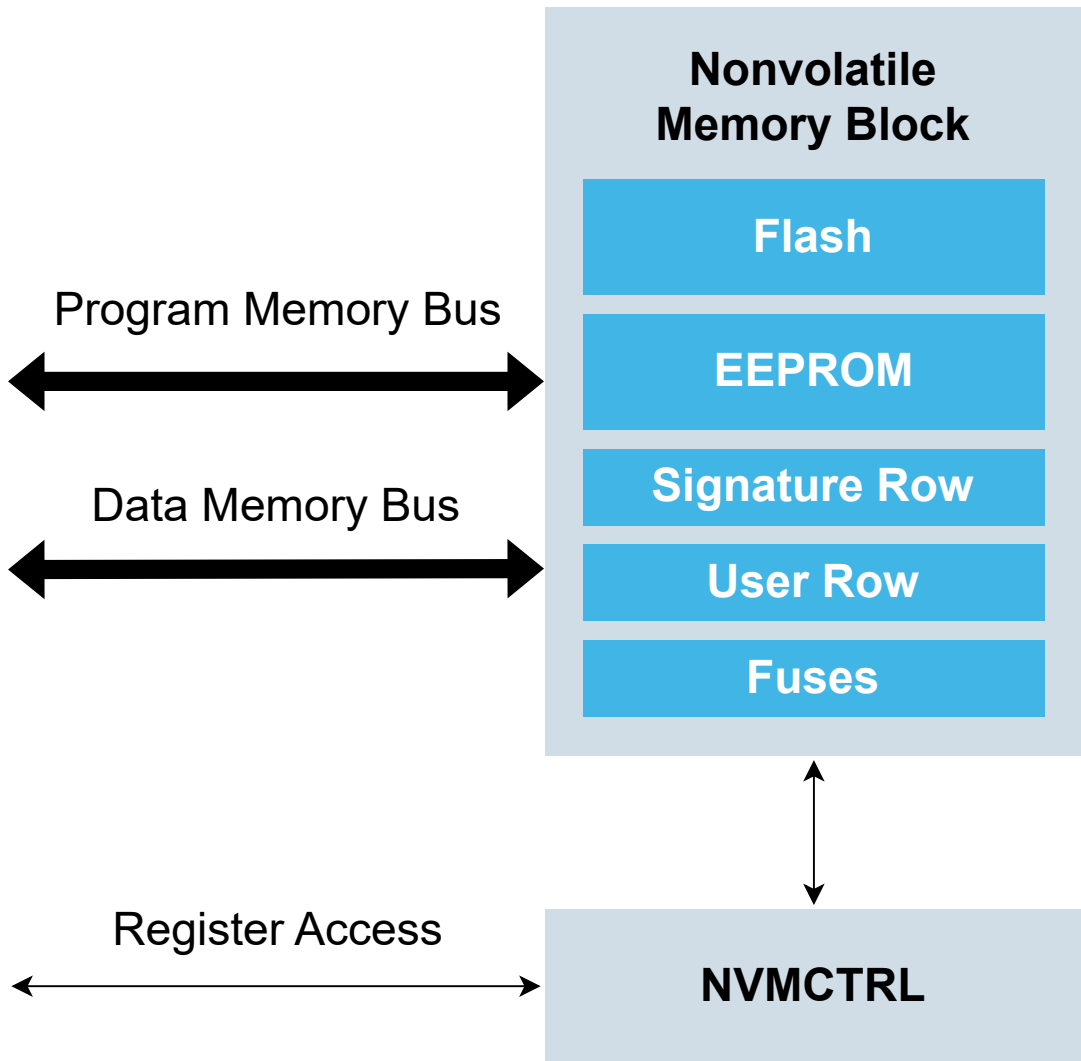 Nonvolatile
Memory Block
Flash
Program Memory Bus
EEPROM
Signature Row
Data Memory Bus
User Row
Fuses
Register Access
NVMCTRL